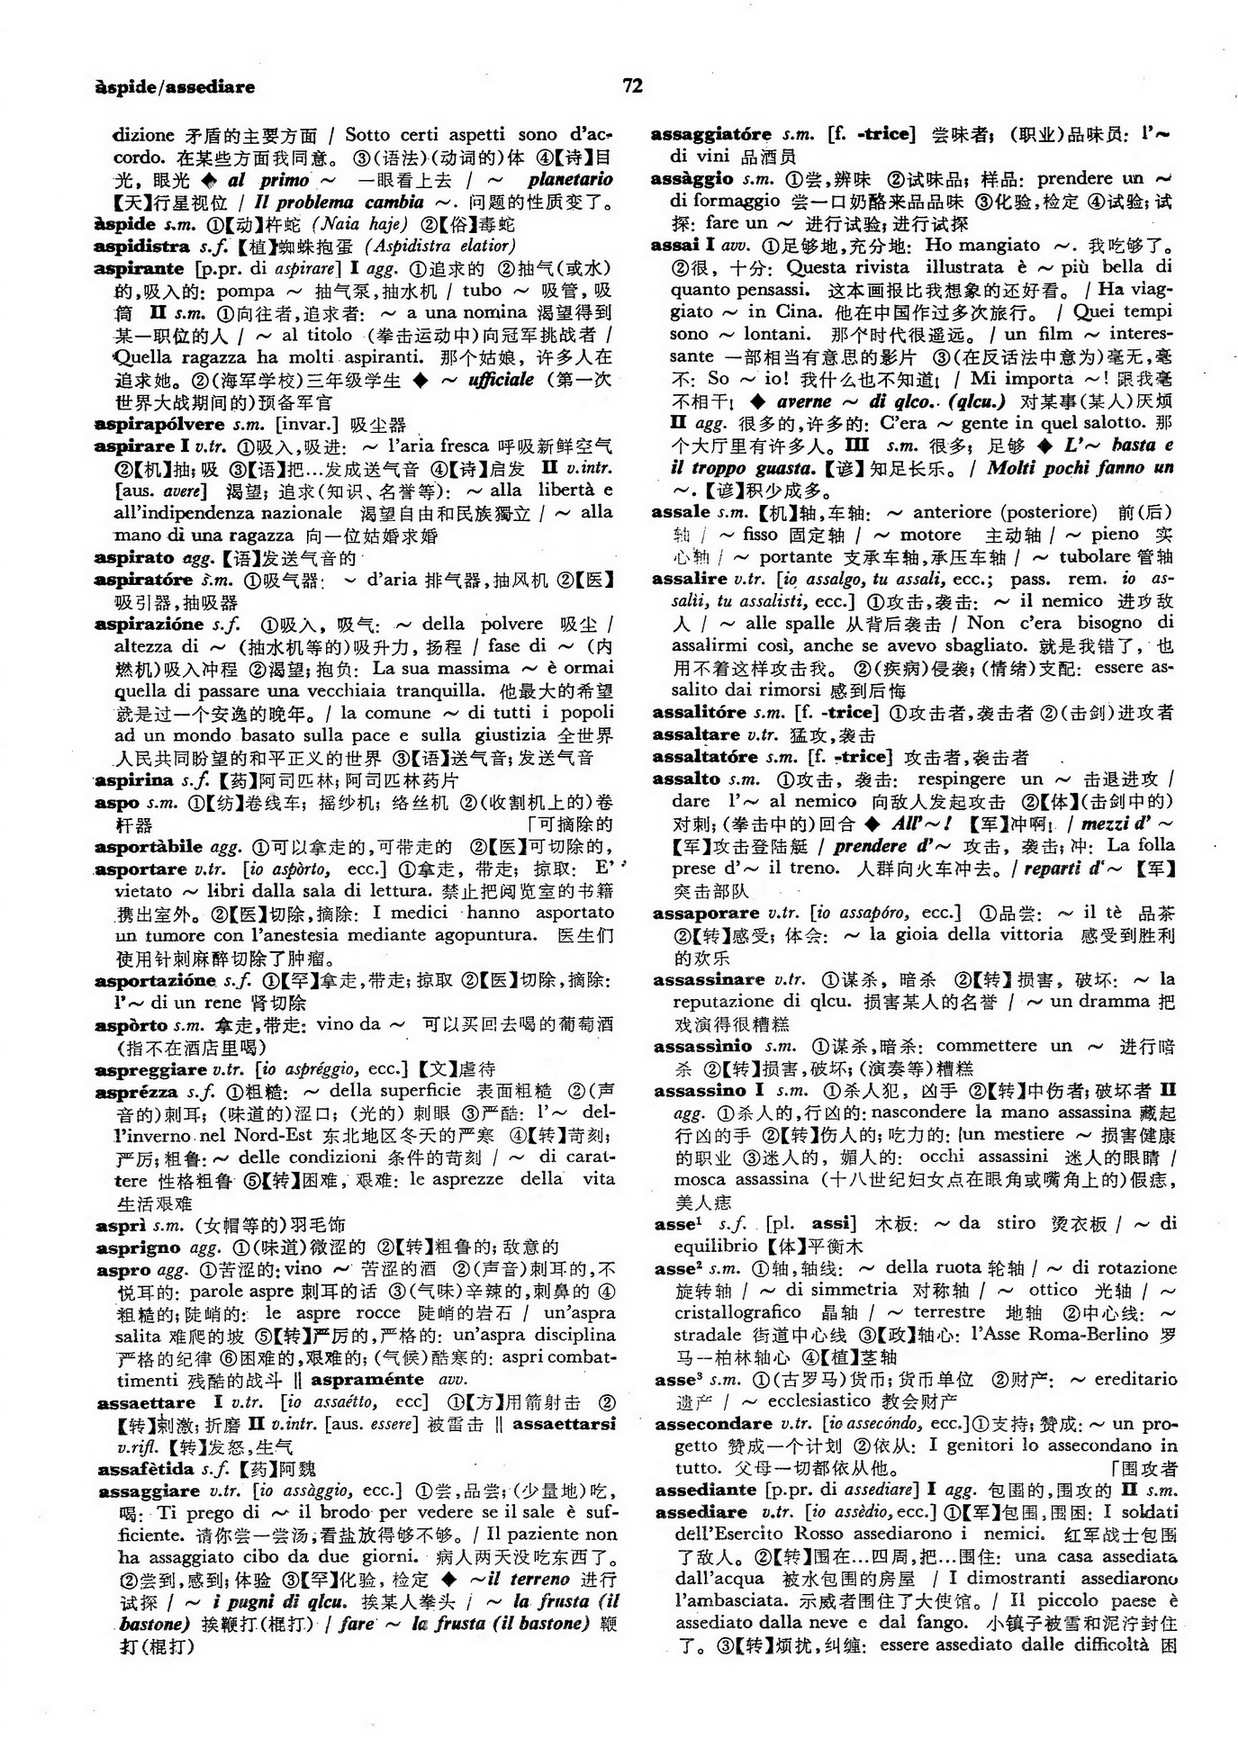 àspide/assediare
72
dizione 矛盾的主要方面 / Sotto certi aspetti sono d'ac-
cordo. 在某些方面我同意。 ③(语法)(动词的)体 ④【诗】目
光, 眼光 ◆ al primo ~ 一眼看上去 / ~ planetario
【天】行星视位 / Il problema cambia ~. 问题的性质变了。
àspide s.m. ①【动】杵蛇 (Naia haje) ②【俗】毒蛇
aspidistra s.f. 【植】蜘蛛抱蛋 (Aspidistra elatior)
aspirante [p.pr. di aspirare] I agg. ①追求的 ②抽气(或水)
的,吸入的: pompa ~ 抽气泵,抽水机 / tubo ~ 吸管, 吸
筒 II s.m. ①向往者,追求者: ~ a una nomina 渴望得到
某一职位的人 / ~ al titolo (拳击运动中)向冠军挑战者 /
Quella ragazza ha molti aspiranti. 那个姑娘, 许多人在
追求她。②(海军学校)三年级学生 ◆ ~ ufficiale (第一次
世界大战期间的)预备军官
aspirapólvere s.m. [invar.] 吸尘器
aspirare I v.tr. ①吸入,吸进: ~ l'aria fresca 呼吸新鲜空气
②【机】抽; 吸 ③【语】把…发成送气音 ④【诗】启发 II v.intr.
[aus. avere] 渴望; 追求(知识、名誉等): ~ alla libertà e
all'indipendenza nazionale 渴望自由和民族獨立 / ~ alla
mano di una ragazza 向一位姑娘求婚
aspirato agg. 【语】发送气音的
aspiratóre s.m. ①吸气器: ~ d'aria 排气器,抽风机 ②【医】
吸引器,抽吸器
aspirazióne s.f. ①吸入, 吸气: ~ della polvere 吸尘 /
altezza di ~ (抽水机等的)吸升力, 扬程 / fase di ~ (内
燃机)吸入冲程 ②渴望; 抱负: La sua massima ~ è ormai
quella di passare una vecchiaia tranquilla. 他最大的希望
就是过一个安逸的晚年。/ la comune ~ di tutti i popoli
ad un mondo basato sulla pace e sulla giustizia 全世界
人民共同盼望的和平正义的世界 ③【语】送气音; 发送气音
aspirina s.f. 【药】阿司匹林; 阿司匹林药片
aspo s.m. ①【纺】卷线车; 摇纱机; 络丝机 ②(收割机上的)卷
秆器 「可摘除的
asportàbile agg. ①可以拿走的,可带走的 ②【医】可切除的,
asportare v.tr. [io aspòrto, ecc.] ①拿走, 带走; 掠取: E'
vietato ~ libri dalla sala di lettura. 禁止把阅览室的书籍
携出室外。②【医】切除,摘除: I medici hanno asportato
un tumore con l'anestesia mediante agopuntura. 医生们
使用针刺麻醉切除了肿瘤。
asportazióne s.f. ①【罕】拿走,带走; 掠取 ②【医】切除,摘除:
l'~ di un rene 肾切除
aspòrto s.m. 拿走,带走: vino da ~ 可以买回去喝的葡萄酒
(指不在酒店里喝)
aspreggiare v.tr. [io aspréggio, ecc.] 【文】虐待
asprézza s.f. ①粗糙: ~ della superficie 表面粗糙 ②(声
音的)刺耳; (味道的)涩口; (光的) 刺眼 ③严酷: l'~ del-
l'inverno nel Nord-Est 东北地区冬天的严寒 ④【转】苛刻;
严厉; 粗鲁: ~ delle condizioni 条件的苛刻 / ~ di carat-
tere 性格粗鲁 ⑤【转】困难, 艰难: le asprezze della vita
生活艰难
asprì s.m. (女帽等的)羽毛饰
asprigno agg. ①(味道)微涩的 ②【转】粗鲁的; 敌意的
aspro agg. ①苦涩的: vino ~ 苦涩的酒 ②(声音)刺耳的,不
悦耳的: parole aspre 刺耳的话 ③(气味)辛辣的,刺鼻的 ④
粗糙的; 陡峭的: le aspre rocce 陡峭的岩石 / un'aspra
salita 难爬的坡 ⑤【转】严厉的,严格的: un'aspra disciplina
严格的纪律 ⑥困难的,艰难的; (气候)酷寒的: aspri combat-
timenti 残酷的战斗 ‖ aspraménte avv.
assaettare I v.tr. [io assaétto, ecc] ①【方】用箭射击 ②
【转】刺激; 折磨 II v.intr. [aus. essere] 被雷击 ‖ assaettarsi
v.rifl. 【转】发怒,生气
assafètida s.f. 【药】阿魏
assaggiare v.tr. [io assàggio, ecc.] ①尝,品尝; (少量地)吃,
喝: Ti prego di ~ il brodo per vedere se il sale è suf-
ficiente. 请你尝一尝汤,看盐放得够不够。/ Il paziente non
ha assaggiato cibo da due giorni. 病人两天没吃东西了。
②尝到,感到; 体验 ③【罕】化验, 检定 ◆ ~il terreno 进行
试探 / ~ i pugni di qlcu. 挨某人拳头 / ~ la frusta (il
bastone) 挨鞭打(棍打) / fare ~ la frusta (il bastone) 鞭
打(棍打)
assaggiatóre s.m. [f. -trice] 尝味者; (职业)品味员: l'~
di vini 品酒员
assàggio s.m. ①尝,辨味 ②试味品; 样品: prendere un ~
di formaggio 尝一口奶酪来品品味 ③化验,检定 ④试验; 试
探: fare un ~ 进行试验; 进行试探
assai I avv. ①足够地,充分地: Ho mangiato ~. 我吃够了。
②很, 十分: Questa rivista illustrata è ~ più bella di
quanto pensassi. 这本画报比我想象的还好看。 / Ha viag-
giato ~ in Cina. 他在中国作过多次旅行。 / Quei tempi
sono ~ lontani. 那个时代很遥远。 / un film ~ interes-
sante 一部相当有意思的影片 ③(在反话法中意为)毫无,毫
不: So ~ io! 我什么也不知道! / Mi importa ~! 跟我毫
不相干! ◆ averne ~ di qlco. (qlcu.) 对某事(某人)厌烦
II agg. 很多的,许多的: C'era ~ gente in quel salotto. 那
个大厅里有许多人。III s.m. 很多; 足够 ◆ L'~ basta e
il troppo guasta. 【谚】知足长乐。 / Molti pochi fanno un
~. 【谚】积少成多。
assale s.m. 【机】轴,车轴: ~ anteriore (posteriore) 前(后)
轴 / ~ fisso 固定轴 / ~ motore 主动轴 / ~ pieno 实
心轴 / ~ portante 支承车轴,承压车轴 / ~ tubolare 管轴
assalire v.tr. [io assalgo, tu assali, ecc.; pass. rem. io as-
salii, tu assalisti, ecc.] ①攻击,袭击: ~ il nemico 进攻敌
人 / ~ alle spalle 从背后袭击 / Non c'era bisogno di
assalirmi così, anche se avevo sbagliato. 就是我错了, 也
用不着这样攻击我。 ②(疾病)侵袭; (情绪)支配: essere as-
salito dai rimorsi 感到后悔
assalitóre s.m. [f. -trice] ①攻击者,袭击者 ②(击剑)进攻者
assaltare v.tr. 猛攻,袭击
assaltatóre s.m. [f. -trice] 攻击者,袭击者
assalto s.m. ①攻击, 袭击: respingere un ~ 击退进攻 /
dare l'~ al nemico 向敌人发起攻击 ②【体】(击剑中的)
对刺; (拳击中的)回合 ◆ All'~! 【军】冲啊! / mezzi d' ~
【军】攻击登陆艇 / prendere d'~ 攻击, 袭击; 冲: La folla
prese d'~ il treno. 人群向火车冲去。/ reparti d'~ 【军】
突击部队
assaporare v.tr. [io assapóro, ecc.] ①品尝: ~ il tè 品茶
②【转】感受; 体会: ~ la gioia della vittoria 感受到胜利
的欢乐
assassinare v.tr. ①谋杀, 暗杀 ②【转】损害, 破坏: ~ la
reputazione di qlcu. 损害某人的名誉 / ~ un dramma 把
戏演得很糟糕
assassìnio s.m. ①谋杀,暗杀: commettere un ~ 进行暗
杀 ②【转】损害,破坏; (演奏等)糟糕
assassino I s.m. ①杀人犯, 凶手 ②【转】中伤者; 破坏者 II
agg. ①杀人的,行凶的: nascondere la mano assassina 藏起
行凶的手 ②【转】伤人的; 吃力的: un mestiere ~ 损害健康
的职业 ③迷人的, 媚人的: occhi assassini 迷人的眼睛 /
mosca assassina (十八世纪妇女点在眼角或嘴角上的)假痣,
美人痣
asse¹ s.f. [pl. assi] 木板: ~ da stiro 烫衣板 / ~ di
equilibrio 【体】平衡木
asse² s.m. ①轴,轴线: ~ della ruota 轮轴 / ~ di rotazione
旋转轴 / ~ di simmetria 对称轴 / ~ ottico 光轴 / ~
cristallografico 晶轴 / ~ terrestre 地轴 ②中心线: ~
stradale 街道中心线 ③【政】轴心: l'Asse Roma-Berlino 罗
马—柏林轴心 ④【植】茎轴
asse³ s.m. ①(古罗马)货币; 货币单位 ②财产: ~ ereditario
遗产 / ~ ecclesiastico 教会财产
assecondare v.tr. [io assecóndo, ecc.]①支持; 赞成: ~ un pro-
getto 赞成一个计划 ②依从: I genitori lo assecondano in
tutto. 父母一切都依从他。 「围攻者
assediante [p.pr. di assediare] I agg. 包围的,围攻的 II s.m.
assediare v.tr. [io assèdio, ecc.] ①【军】包围,围困: I soldati
dell'Esercito Rosso assediarono i nemici. 红军战士包围
了敌人。②【转】围在…四周,把…围住: una casa assediata
dall'acqua 被水包围的房屋 / I dimostranti assediarono
l'ambasciata. 示威者围住了大使馆。/ Il piccolo paese è
assediato dalla neve e dal fango. 小镇子被雪和泥泞封住
了。③【转】烦扰,纠缠: essere assediato dalle difficoltà 困